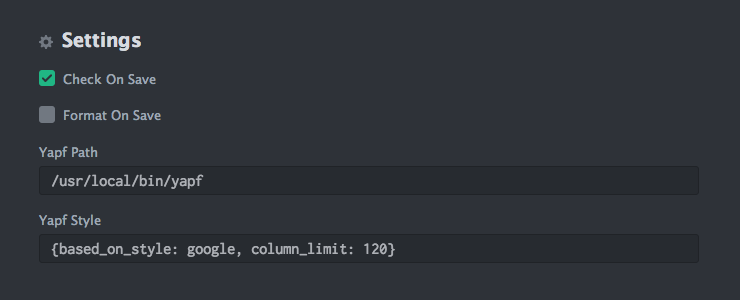 Settings
Check On Save
Format On Save
Yapf Path
/usr/local/bin/yapf
Yapf Style
{based_on_style: google, column_limit: 120}